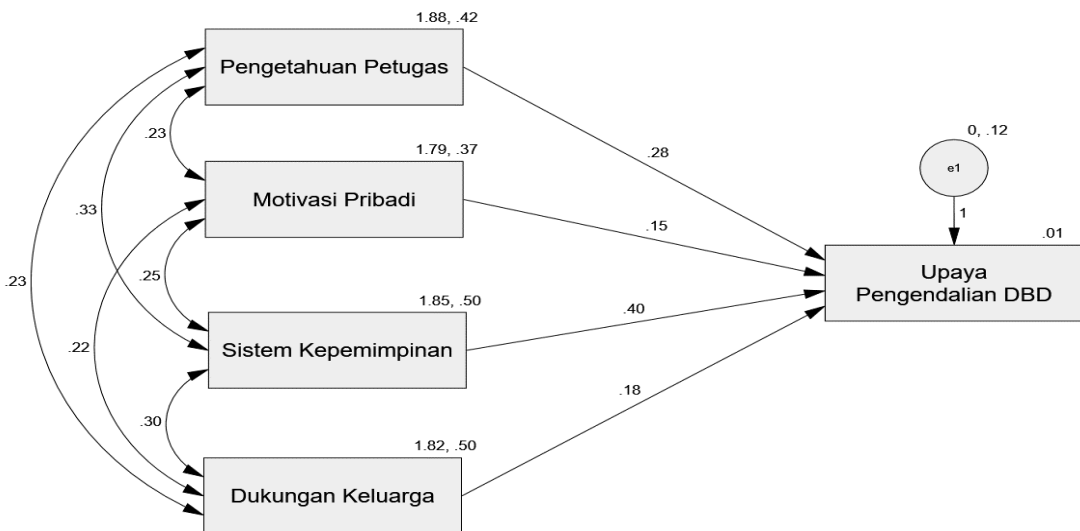 1.88, .42
Pengetahuan Petugas
.23
.28
0, .12
e1
1.79, .37
Motivasi Pribadi
.33
.15
1
.01
Upaya
Pengendalian DBD
.23
.25
1.85, .50
.40
Sistem Kepemimpinan
.22
.18
.30
1.82, .50
Dukungan Keluarga